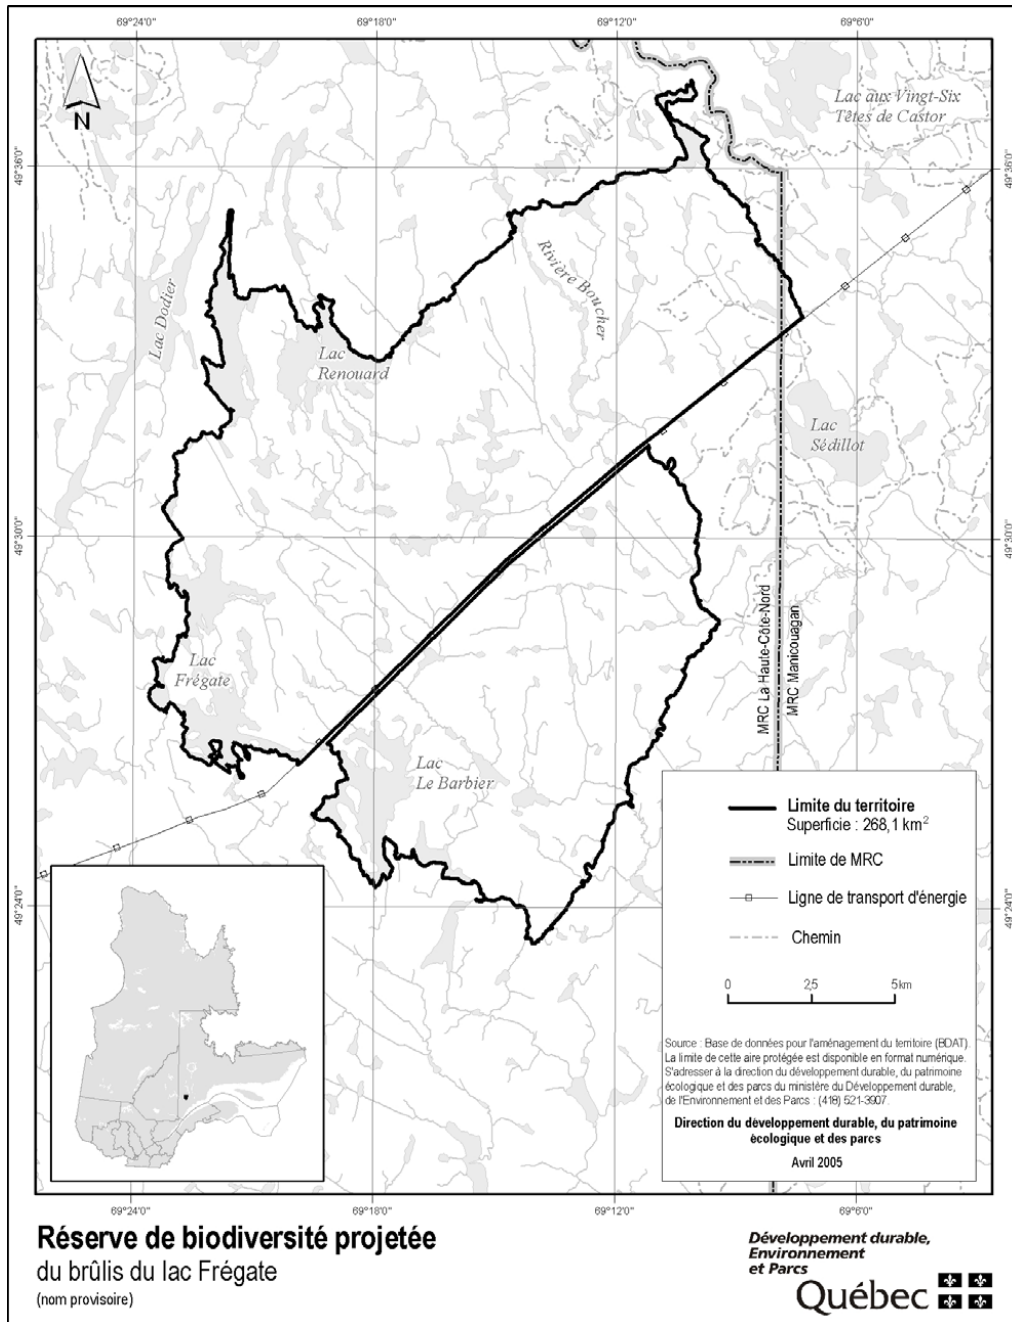 69°24'0"
69°18'0"
69°12'0"
69°6'0"
N
Lac aux Vingt-Six
Têtes de Castor
49°36'0"
49°36'0"
Rivière Boucher
Lac Dodier
Lac
Renouard
Lac
Sédillot
49°30'0"
49°30'0"
MRC La Haute-Côte-Nord
MRC Manicouagan
Lac
Frégate
Lac
Le Barbier
Limite du territoire
Superficie : 268,1 km²
Limite de MRC
Ligne de transport d'énergie
Chemin
49°24'0"
49°24'0"
0 2,5 5 km
Source : Base de données pour l'aménagement du territoire (BDAT).
La limite de cette aire protégée est disponible en format numérique.
S'adresser à la direction du développement durable, du patrimoine
écologique et des parcs du ministère du Développement durable,
de l'Environnement et des Parcs : (418) 521-3907.
Direction du développement durable, du patrimoine
écologique et des parcs
Avril 2005
69°24'0"
69°18'0"
69°12'0"
69°6'0"
Réserve de biodiversité projetée
du brûlis du lac Frégate
(nom provisoire)
Développement durable,
Environnement
et Parcs
Québec